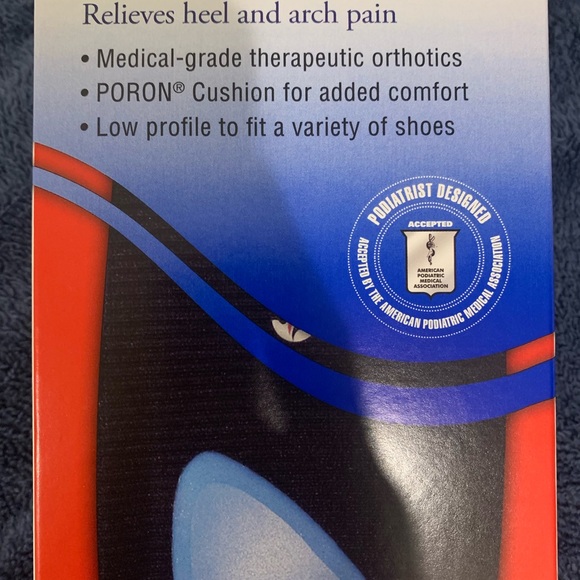 Relieves heel and arch pain
• Medical-grade therapeutic orthotics
• PORON® Cushion for added comfort
• Low profile to fit a variety of shoes
PODIATRIST DESIGNED
ACCEPTED BY THE AMERICAN PODIATRIC MEDICAL ASSOCIATION
ACCEPTED
AMERICAN
PODIATRIC
MEDICAL
ASSOCIATION